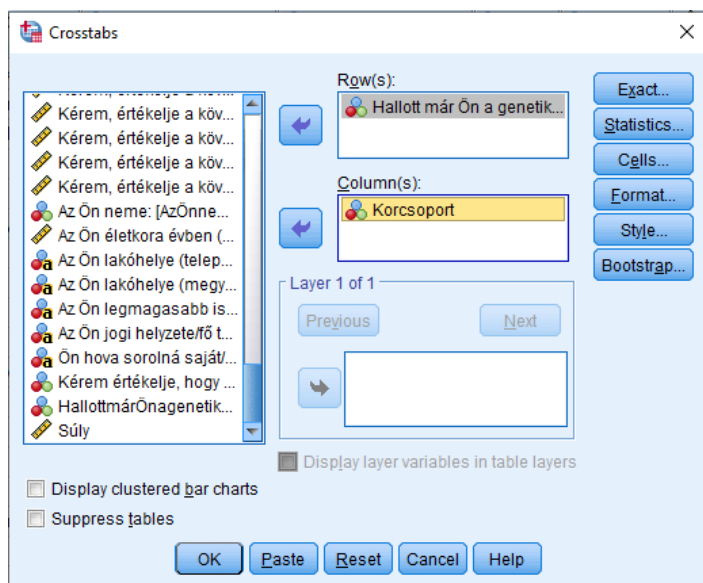 Crosstabs
Kérem, értékelje a köv...
Kérem, értékelje a köv...
Kérem, értékelje a köv...
Kérem, értékelje a köv...
Kérem, értékelje a köv...
Az Ön neme: [AzÖnne...
Az Ön életkora évben (...
Az Ön lakóhelye (telep...
Az Ön lakóhelye (megy...
Az Ön legmagasabb is...
Az Ön jogi helyzete/fő t...
Ön hova sorolná saját/...
Kérem értékelje, hogy ...
HallottmárÖnagenetik...
Súly
Row(s):
Hallott már Ön a genetik...
Column(s):
Korcsoport
Layer 1 of 1
Previous
Next
Display layer variables in table layers
Exact...
Statistics...
Cells...
Format...
Style...
Bootstrap...
Display clustered bar charts
Suppress tables
OK
Paste
Reset
Cancel
Help